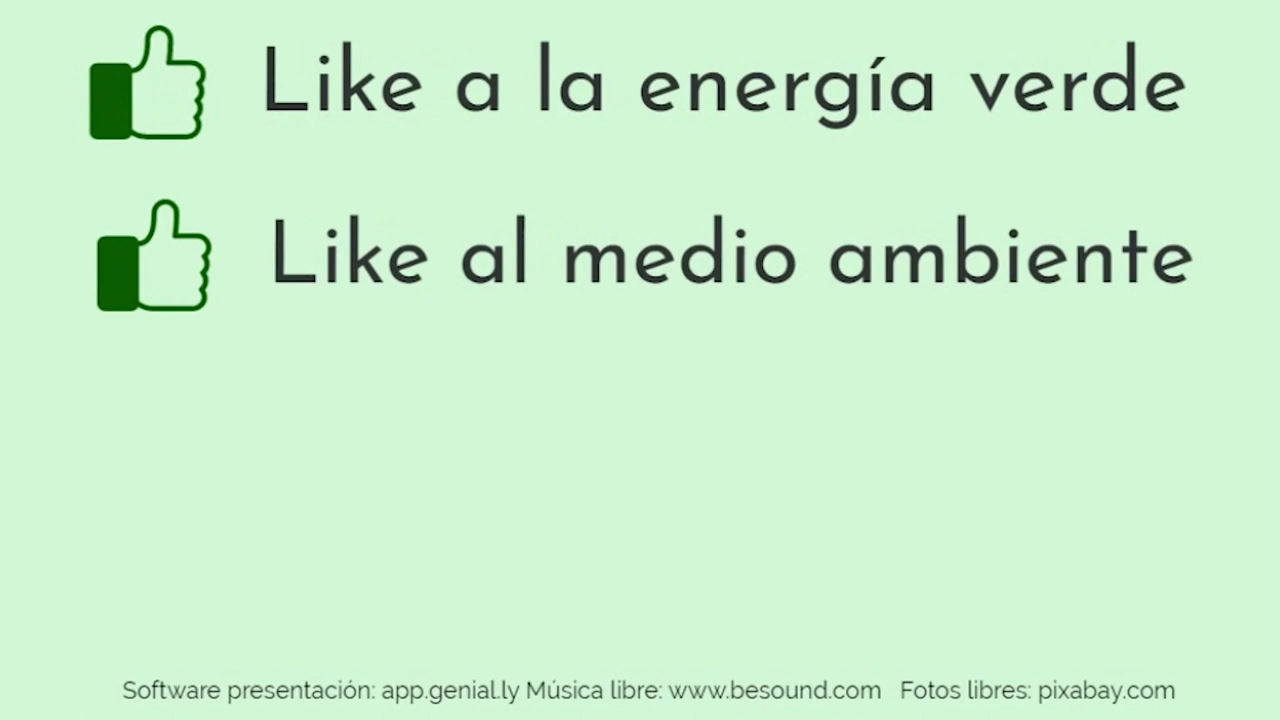 Like a la energía verde
Like al medio ambiente
Software presentación: app.genial.ly Música libre: www.besound.com Fotos libres: pixabay.com